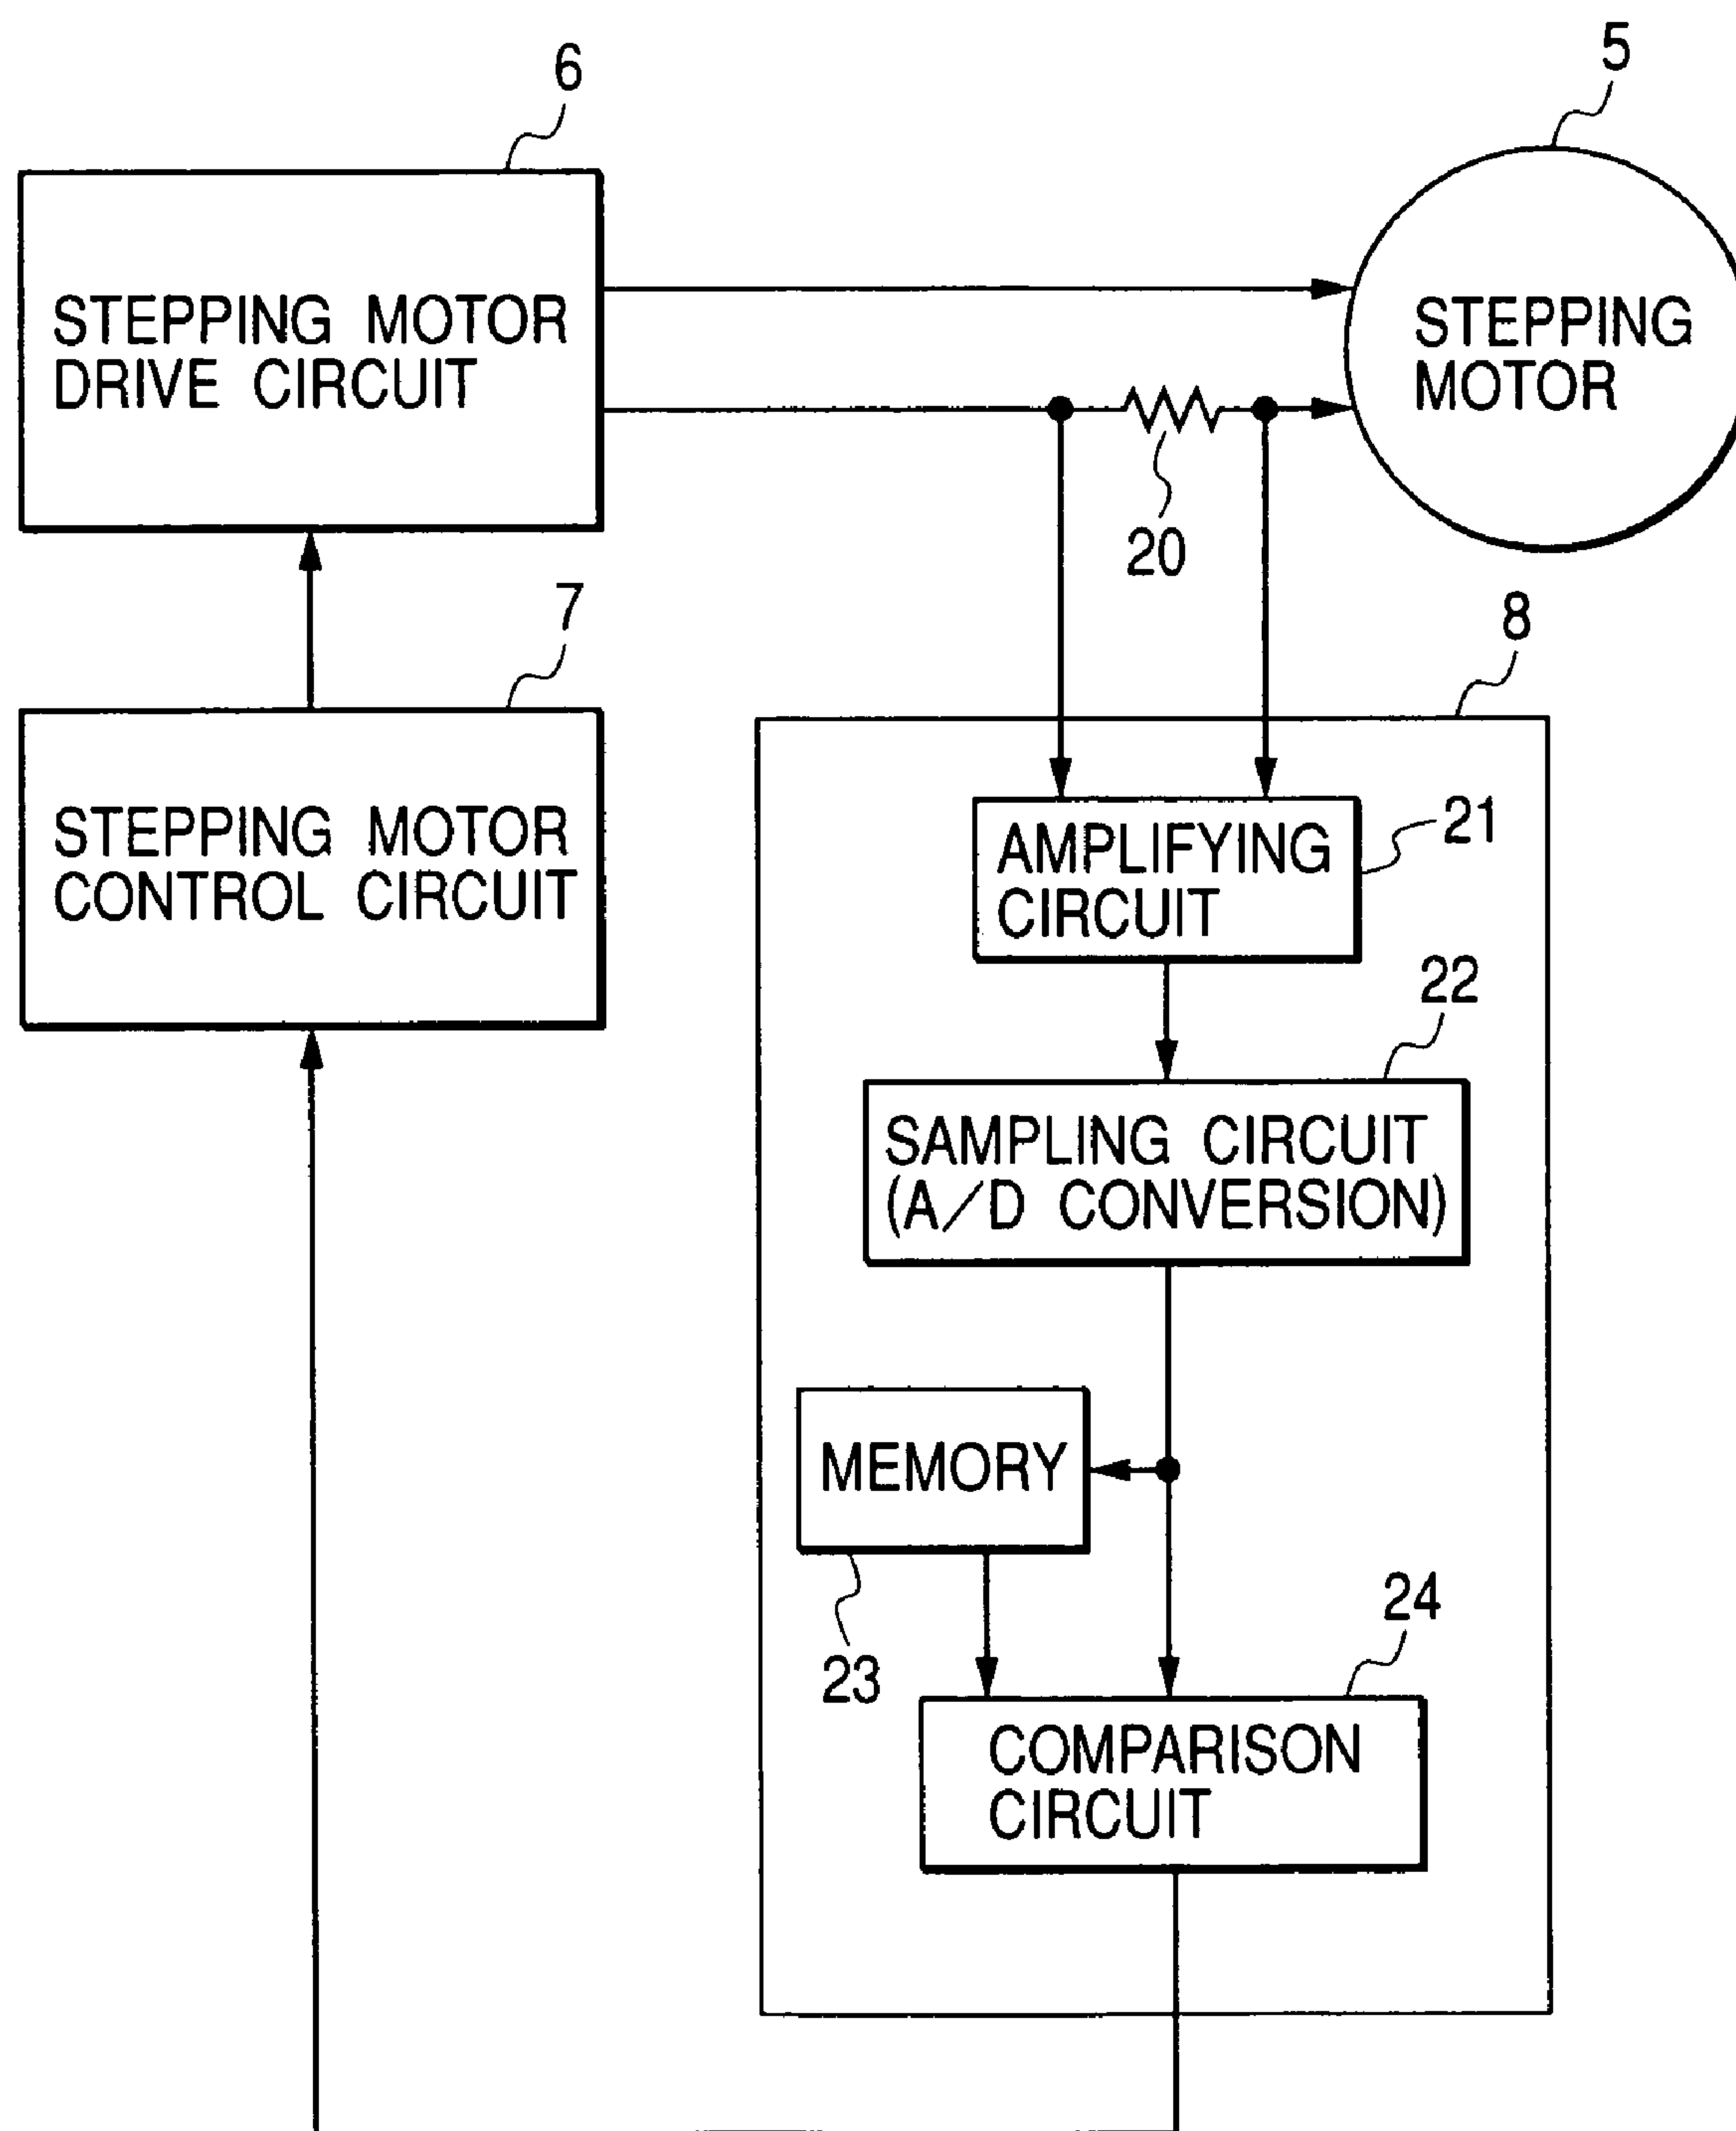 6
5
STEPPING MOTOR
DRIVE CIRCUIT
STEPPING
MOTOR
20
7
8
STEPPING MOTOR
CONTROL CIRCUIT
AMPLIFYING
CIRCUIT
21
22
SAMPLING CIRCUIT
(A/D CONVERSION)
MEMORY
23
24
COMPARISON
CIRCUIT